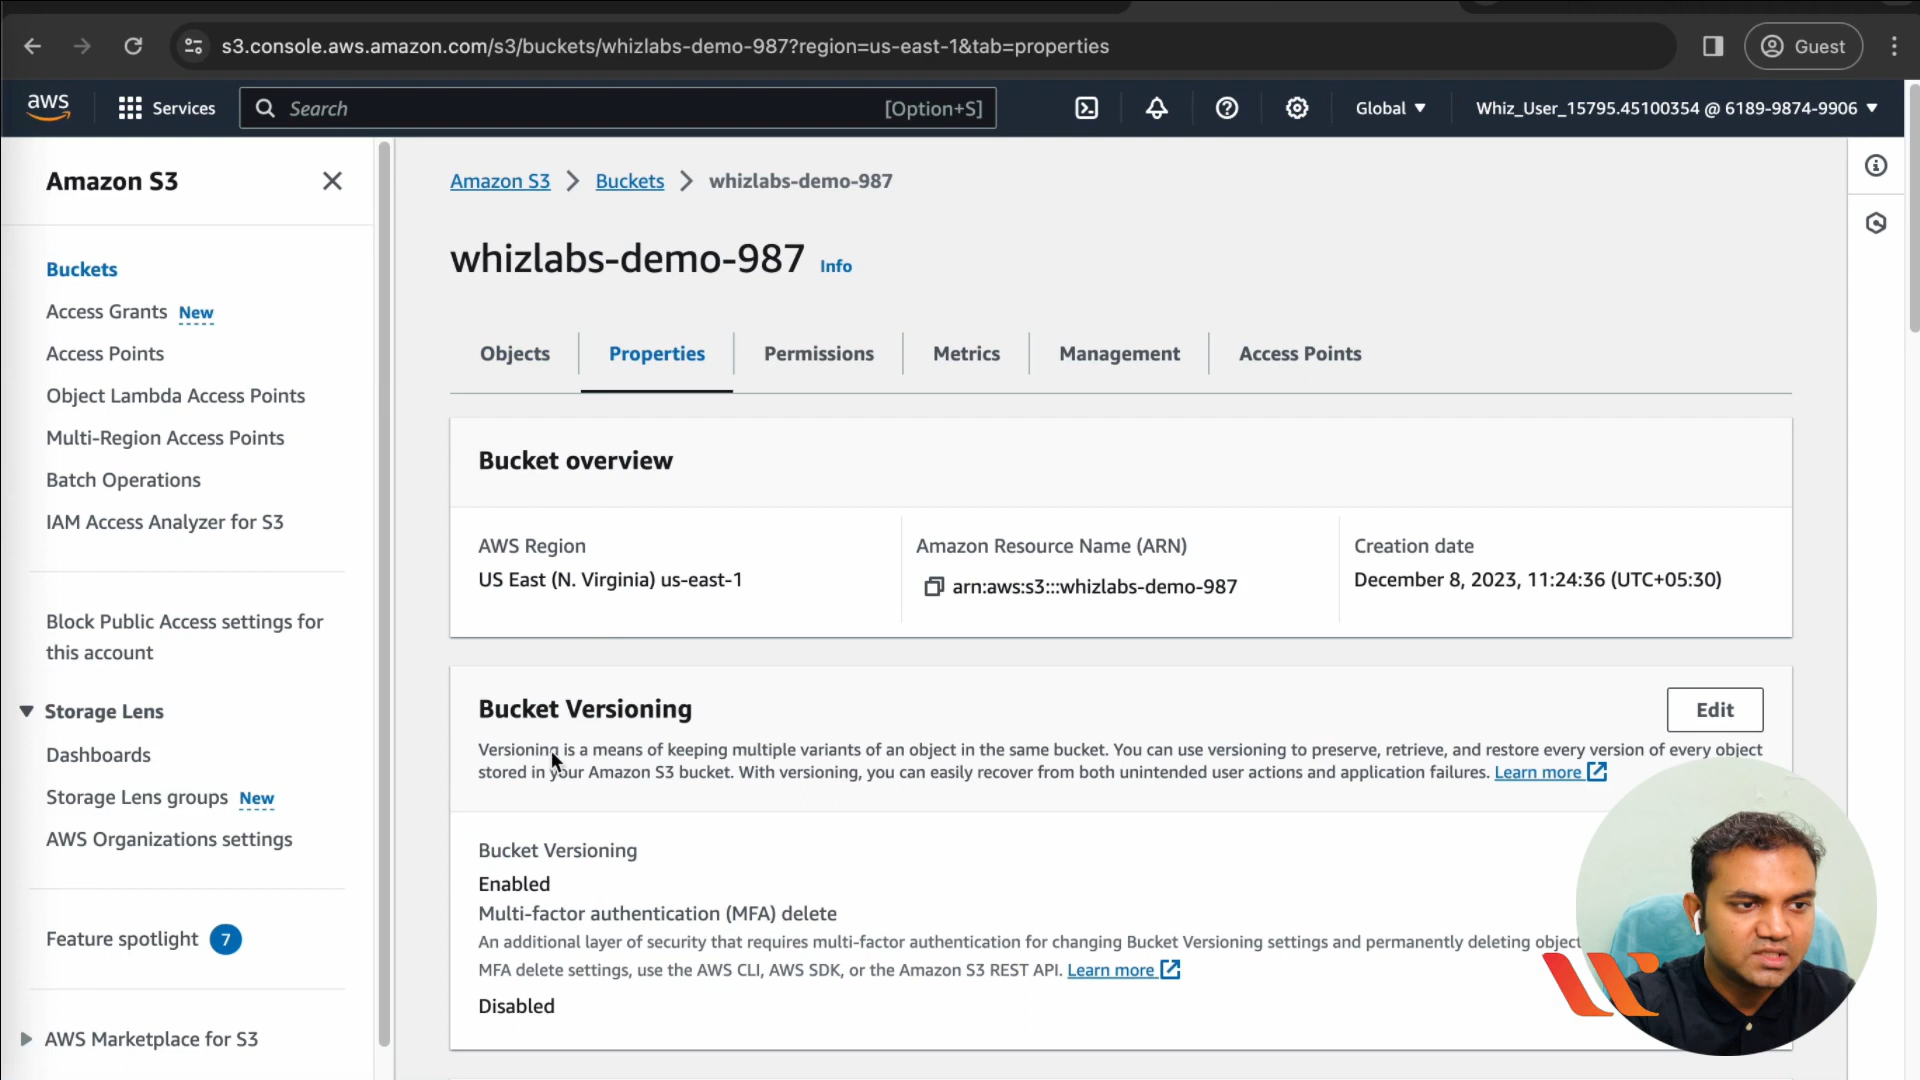 s3.console.aws.amazon.com/s3/buckets/whizlabs-demo-987?region=us-east-1&tab=properties
Guest
aws
Services
Search
[Option+S]
Global
Whiz_User_15795.45100354 @ 6189-9874-9906
Amazon S3
Buckets
Access Grants New
Access Points
Object Lambda Access Points
Multi-Region Access Points
Batch Operations
IAM Access Analyzer for S3
Block Public Access settings for
this account
Storage Lens
Dashboards
Storage Lens groups New
AWS Organizations settings
Feature spotlight 7
AWS Marketplace for S3
Amazon S3 > Buckets > whizlabs-demo-987
whizlabs-demo-987 Info
Objects
Properties
Permissions
Metrics
Management
Access Points
Bucket overview
AWS Region
US East (N. Virginia) us-east-1
Amazon Resource Name (ARN)
arn:aws:s3:::whizlabs-demo-987
Creation date
December 8, 2023, 11:24:36 (UTC+05:30)
Bucket Versioning
Edit
Versioning is a means of keeping multiple variants of an object in the same bucket. You can use versioning to preserve, retrieve, and restore every version of every object
stored in your Amazon S3 bucket. With versioning, you can easily recover from both unintended user actions and application failures. Learn more
Bucket Versioning
Enabled
Multi-factor authentication (MFA) delete
An additional layer of security that requires multi-factor authentication for changing Bucket Versioning settings and permanently deleting object
MFA delete settings, use the AWS CLI, AWS SDK, or the Amazon S3 REST API. Learn more
Disabled